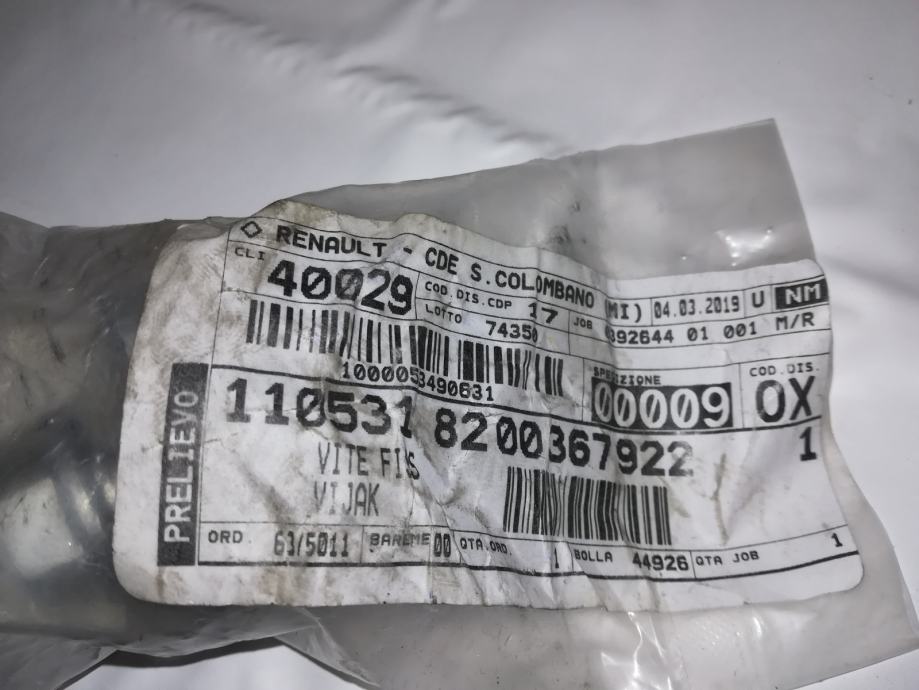 RENAULT - CDE S.COLOMBANO (MI) 04.03.2019 U NM
CLI 40029 COD.DIS.CDP 17 JOB 392644 01 001 M/R
LOTTO 74350
1000053490631
SPEDIZIONE 00009 COD.DIS. OX
110531 8200367922 1
VITE FIS
VIJAK
PRELIEVO
ORD. 63/5011 BAREME 00 QTA.ORD. 1 BOLLA 44926 QTA JOB 1